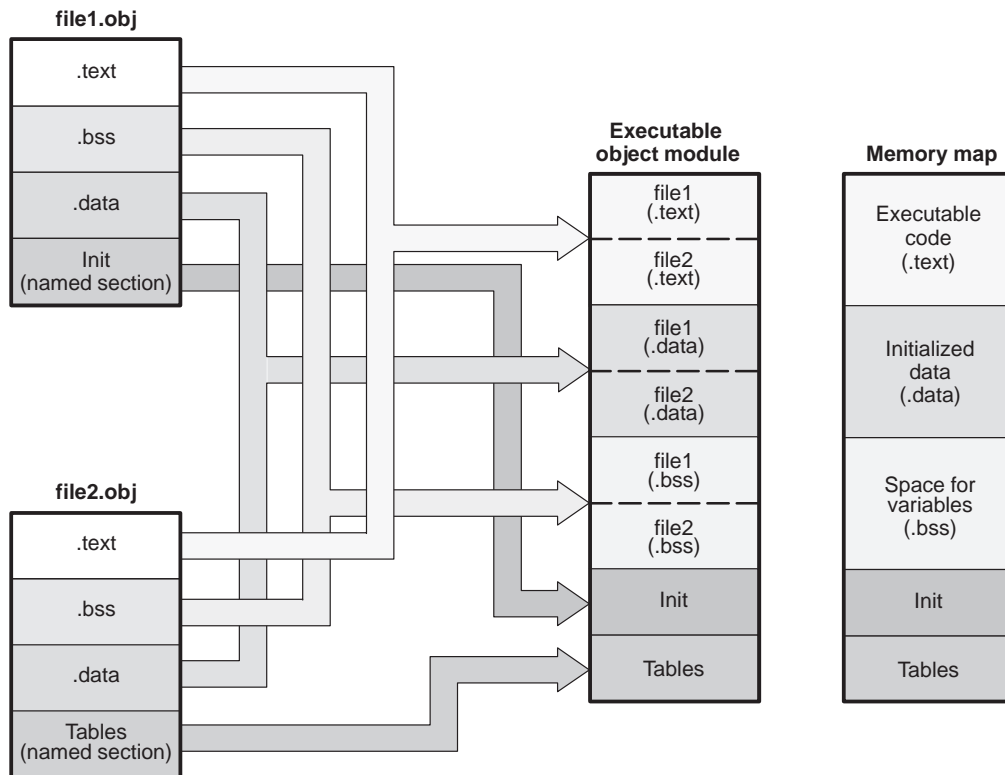 file1.obj
.text
.bss
.data
Init
(named section)
file2.obj
.text
.bss
.data
Tables
(named section)
Executable
object module
file1
(.text)
file2
(.text)
file1
(.data)
file2
(.data)
file1
(.bss)
file2
(.bss)
Init
Tables
Memory map
Executable
code
(.text)
Initialized
data
(.data)
Space for
variables
(.bss)
Init
Tables